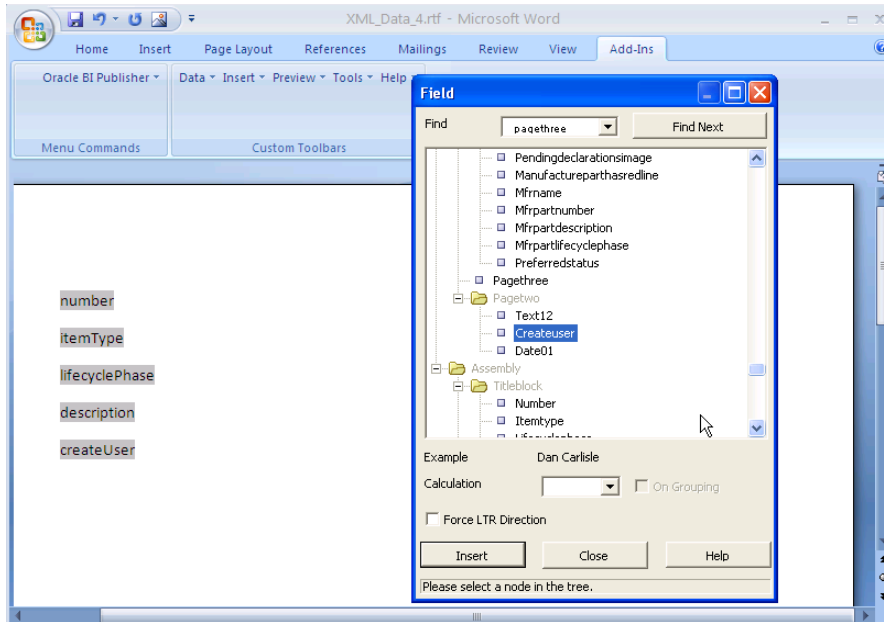 XML_Data_4.rtf - Microsoft Word
Home Insert Page Layout References Mailings Review View Add-Ins
Oracle BI Publisher Data Insert Preview Tools Help
Menu Commands Custom Toolbars
number
itemType
lifecyclePhase
description
createUser
Field
Find pagethree Find Next
Pendingdeclarationsimage
Manufactureparthasredline
Mfrname
Mfrpartnumber
Mfrpartdescription
Mfrpartlifecyclephase
Preferredstatus
Pagethree
Pagetwo
Text12
Createuser
Date01
Assembly
Titleblock
Number
Itemtype
Lifecyclephase
Example Dan Carlisle
Calculation On Grouping
Force LTR Direction
Insert Close Help
Please select a node in the tree.